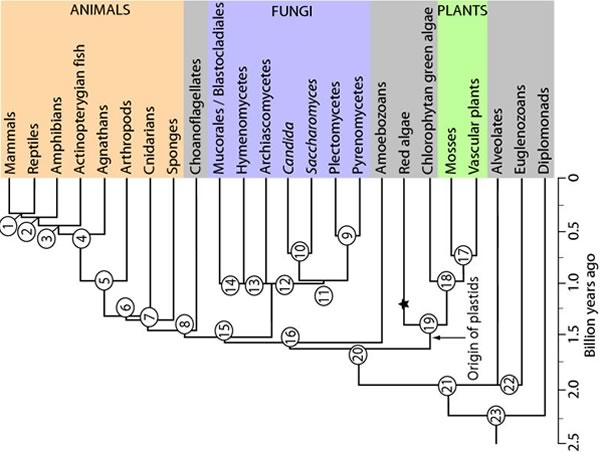 ANIMALS
FUNGI
PLANTS
Mammals
Reptiles
Amphibians
Actinopterygian fish
Agnathans
Arthropods
Cnidarians
Sponges
Choanoflagellates
Mucorales / Blastocladiales
Hymenomycetes
Archiascomycetes
Candida
Saccharomyces
Plectomycetes
Pyrenomycetes
Amoebozoans
Red algae
Chlorophytan green algae
Mosses
Vascular plants
Alveolates
Euglenozoans
Diplomonads
1
2
3
4
5
6
7
8
9
10
11
12
13
14
15
16
17
18
19
20
21
22
23
Origin of plastids
0
0.5
1.0
1.5
2.0
2.5
Billion years ago